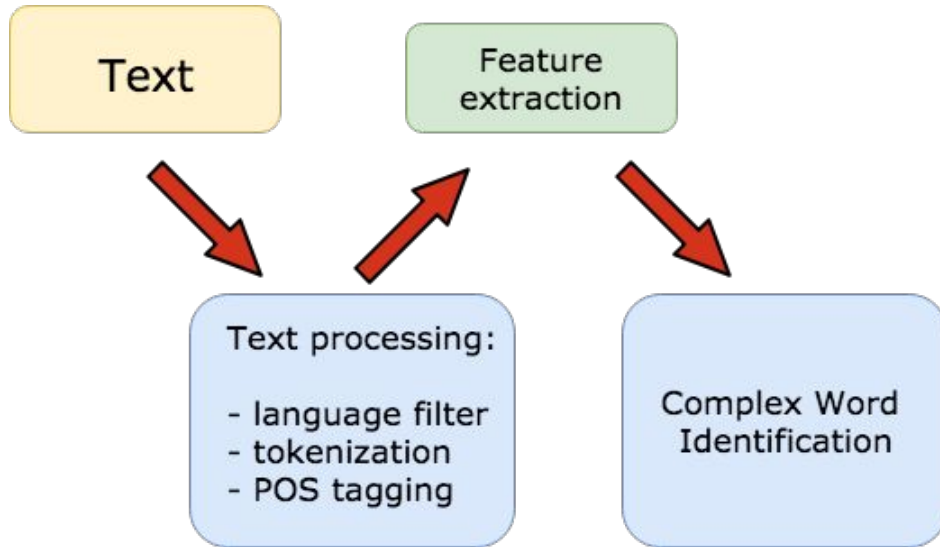 Text
Feature
extraction
Text processing:
- language filter
- tokenization
- POS tagging
Complex Word
Identification